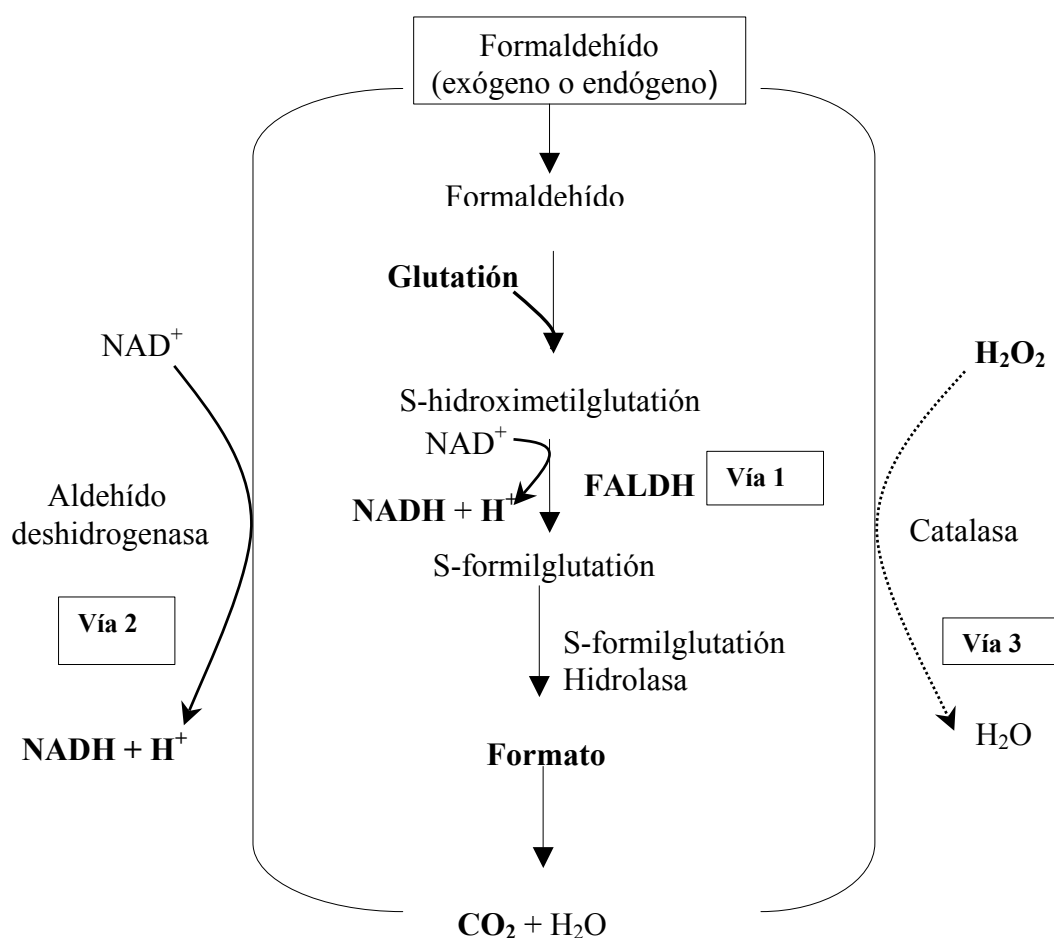 Formaldehído
(exógeno o endógeno)
Formaldehído
Glutatión
NAD⁺
H₂O₂
S-hidroximetilglutatión
NAD⁺
FALDH
Vía 1
NADH + H⁺
Aldehído
deshidrogenasa
Catalasa
S-formilglutatión
Vía 2
S-formilglutatión
Hidrolasa
Vía 3
NADH + H⁺
Formato
H₂O
CO₂ + H₂O